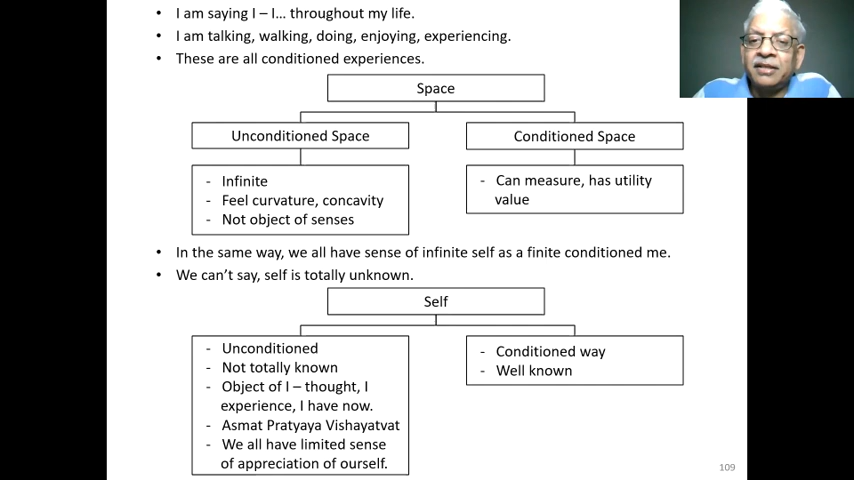 • I am saying I – I... throughout my life.
• I am talking, walking, doing, enjoying, experiencing.
• These are all conditioned experiences.
Space
Unconditioned Space
- Infinite
- Feel curvature, concavity
- Not object of senses
Conditioned Space
- Can measure, has utility
value
• In the same way, we all have sense of infinite self as a finite conditioned me.
• We can't say, self is totally unknown.
Self
- Unconditioned
- Not totally known
- Object of I – thought, I
experience, I have now.
- Asmat Pratyaya Vishayatvat
- We all have limited sense
of appreciation of ourself.
- Conditioned way
- Well known
109